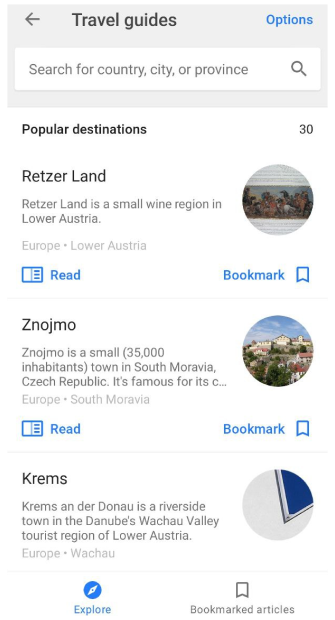 Travel guides
Options
Search for country, city, or province
Popular destinations
30
Retzer Land
Retzer Land is a small wine region in
Lower Austria.
Europe • Lower Austria
Read
Bookmark
Znojmo
Znojmo is a small (35,000
inhabitants) town in South Moravia,
Czech Republic. It's famous for its c...
Europe • South Moravia
Read
Bookmark
Krems
Krems an der Donau is a riverside
town in the Danube's Wachau Valley
tourist region of Lower Austria.
Europe • Wachau
Explore
Bookmarked articles